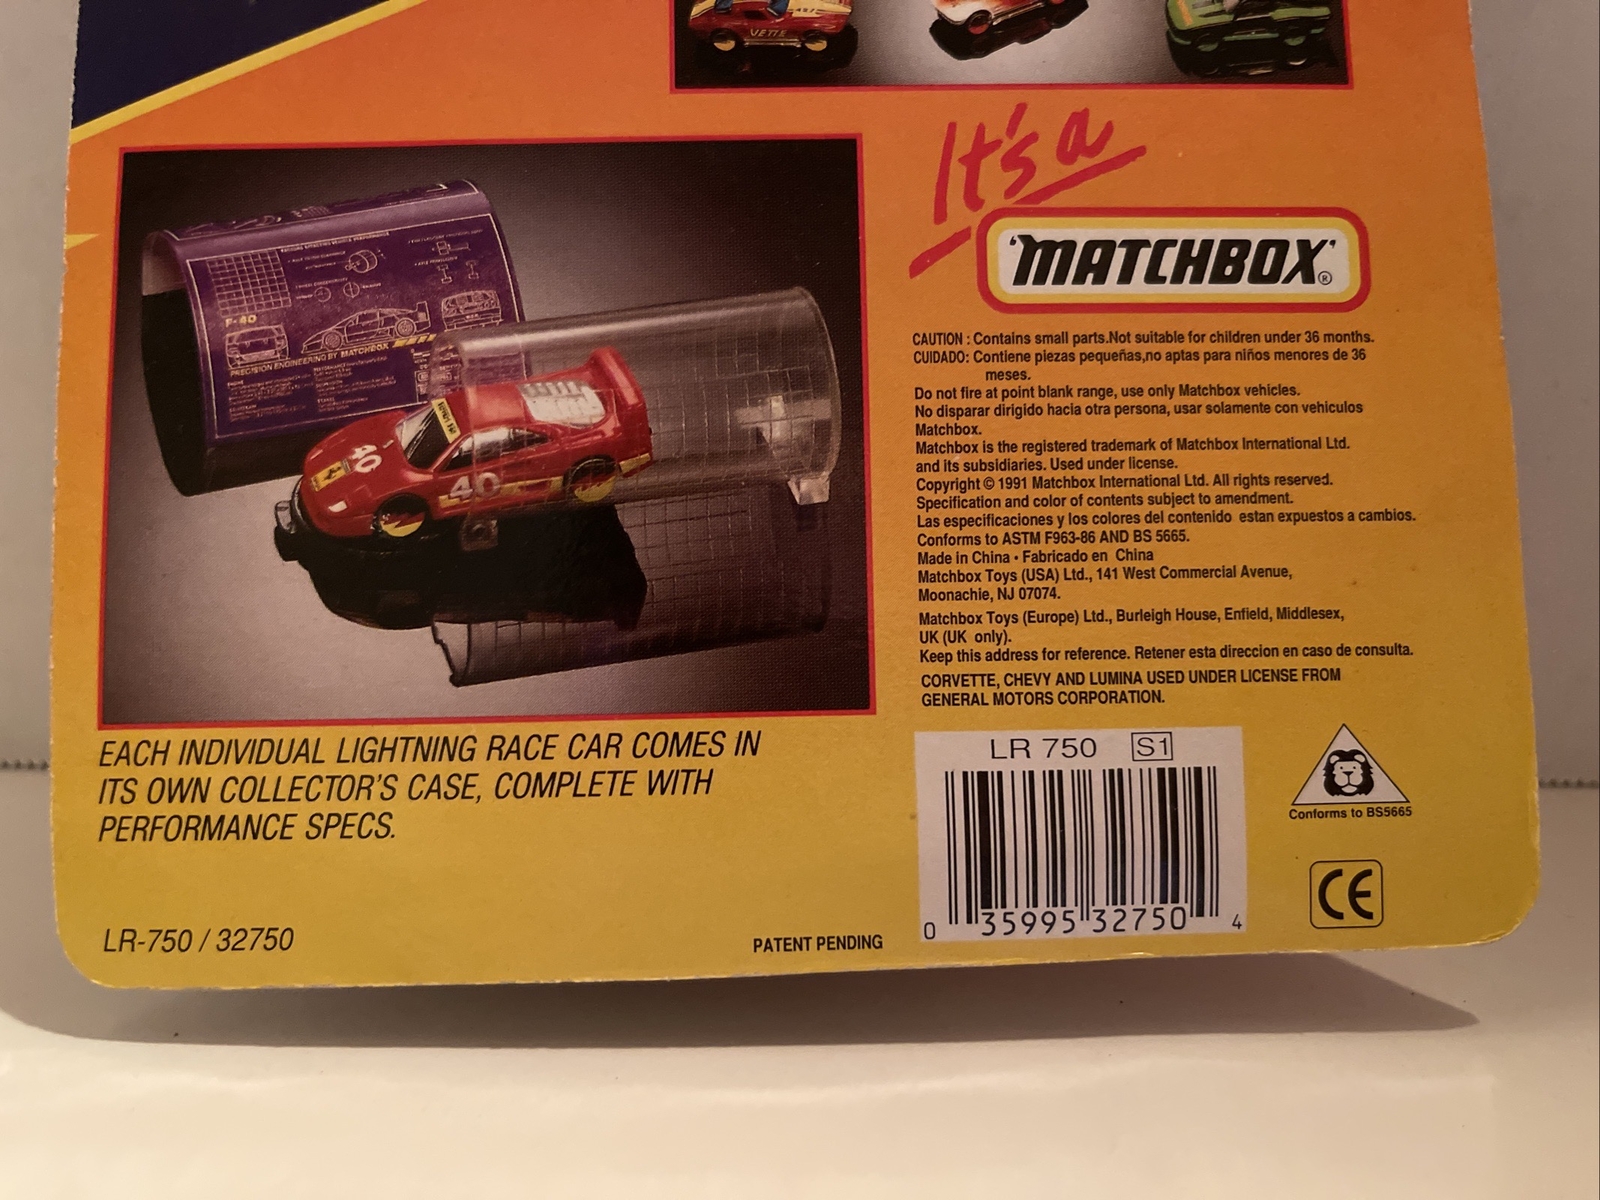 VETTE
It's a
'MATCHBOX'®
F-40
PRECISION ENGINEERING BY MATCHBOX
40
40
CAUTION : Contains small parts.Not suitable for children under 36 months.
CUIDADO: Contiene piezas pequeñas,no aptas para niños menores de 36
meses.
Do not fire at point blank range, use only Matchbox vehicles.
No disparar dirigido hacia otra persona, usar solamente con vehiculos
Matchbox.
Matchbox is the registered trademark of Matchbox International Ltd.
and its subsidiaries. Used under license.
Copyright © 1991 Matchbox International Ltd. All rights reserved.
Specification and color of contents subject to amendment.
Las especificaciones y los colores del contenido estan expuestos a cambios.
Conforms to ASTM F963-86 AND BS 5665.
Made in China • Fabricado en China
Matchbox Toys (USA) Ltd., 141 West Commercial Avenue,
Moonachie, NJ 07074.
Matchbox Toys (Europe) Ltd., Burleigh House, Enfield, Middlesex,
UK (UK only).
Keep this address for reference. Retener esta direccion en caso de consulta.
CORVETTE, CHEVY AND LUMINA USED UNDER LICENSE FROM
GENERAL MOTORS CORPORATION.
EACH INDIVIDUAL LIGHTNING RACE CAR COMES IN
ITS OWN COLLECTOR'S CASE, COMPLETE WITH
PERFORMANCE SPECS.
LR 750 S1
0 35995 32750 4
Conforms to BS5665
CE
LR-750 / 32750
PATENT PENDING